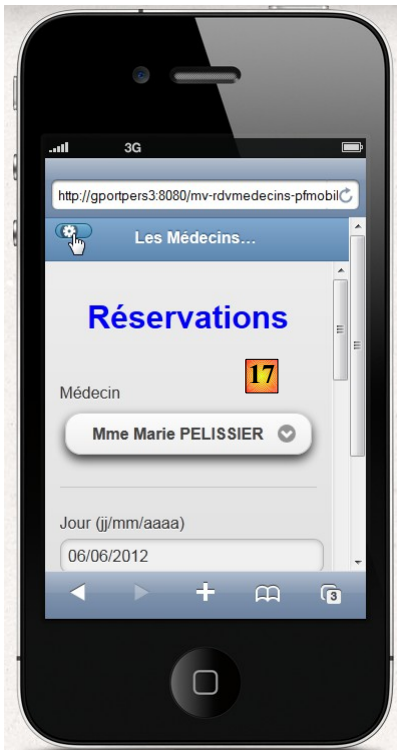 3G
http://gportpers3:8080/mv-rdvmedecins-pfmobil
Les Médecins...
Réservations
17
Médecin
Mme Marie PELISSIER
Jour (jj/mm/aaaa)
06/06/2012
3